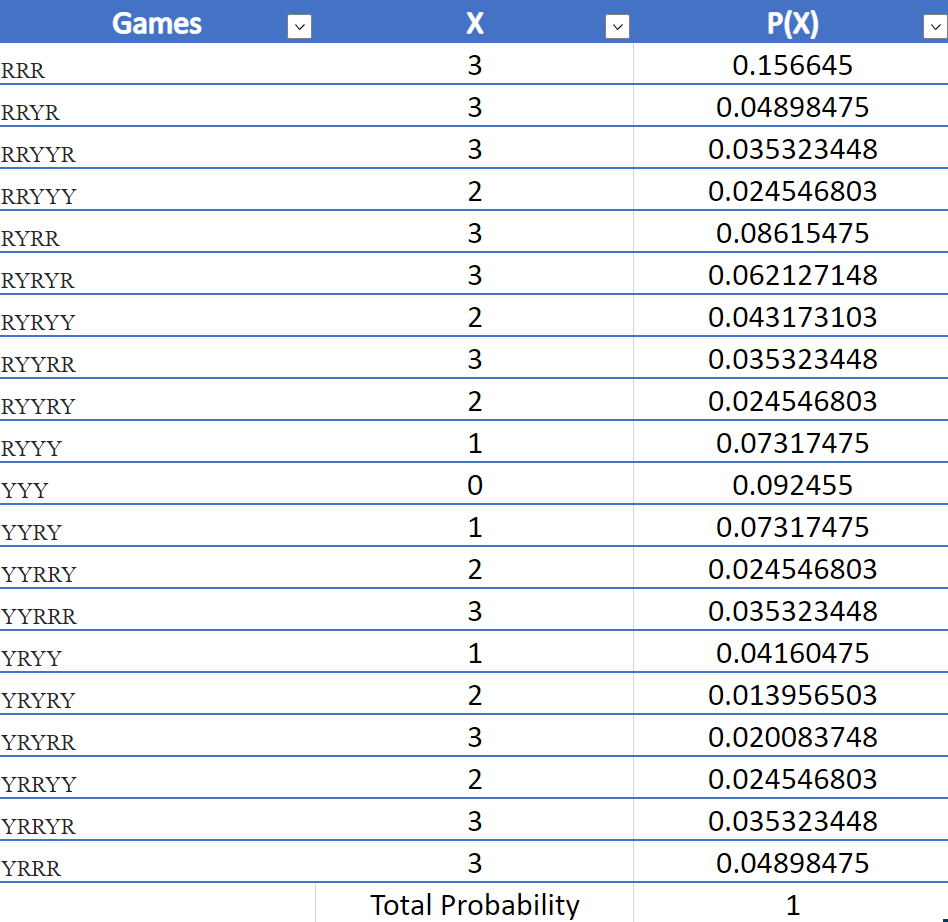 Games X P(X)
RRR 3 0.156645
RRYR 3 0.04898475
RRYYR 3 0.035323448
RRYYY 2 0.024546803
RYRR 3 0.08615475
RYRYR 3 0.062127148
RYRYY 2 0.043173103
RYYRR 3 0.035323448
RYYRY 2 0.024546803
RYYY 1 0.07317475
YYY 0 0.092455
YYRY 1 0.07317475
YYRRY 2 0.024546803
YYRRR 3 0.035323448
YRYY 1 0.04160475
YRYRY 2 0.013956503
YRYRR 3 0.020083748
YRRYY 2 0.024546803
YRRYR 3 0.035323448
YRRR 3 0.04898475
Total Probability 1